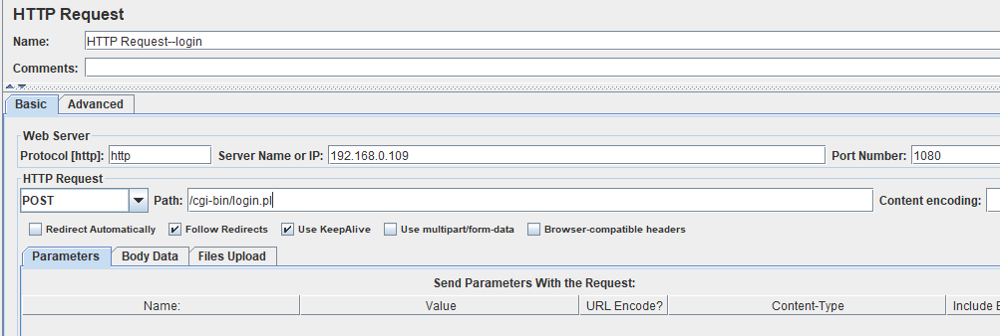 HTTP Request
Name: HTTP Request--login
Comments:
Basic Advanced
Web Server
Protocol [http]: http Server Name or IP: 192.168.0.109 Port Number: 1080
HTTP Request
POST Path: /cgi-bin/login.pl Content encoding:
Redirect Automatically Follow Redirects Use KeepAlive Use multipart/form-data Browser-compatible headers
Parameters Body Data Files Upload
Send Parameters With the Request:
Name: Value URL Encode? Content-Type Include E